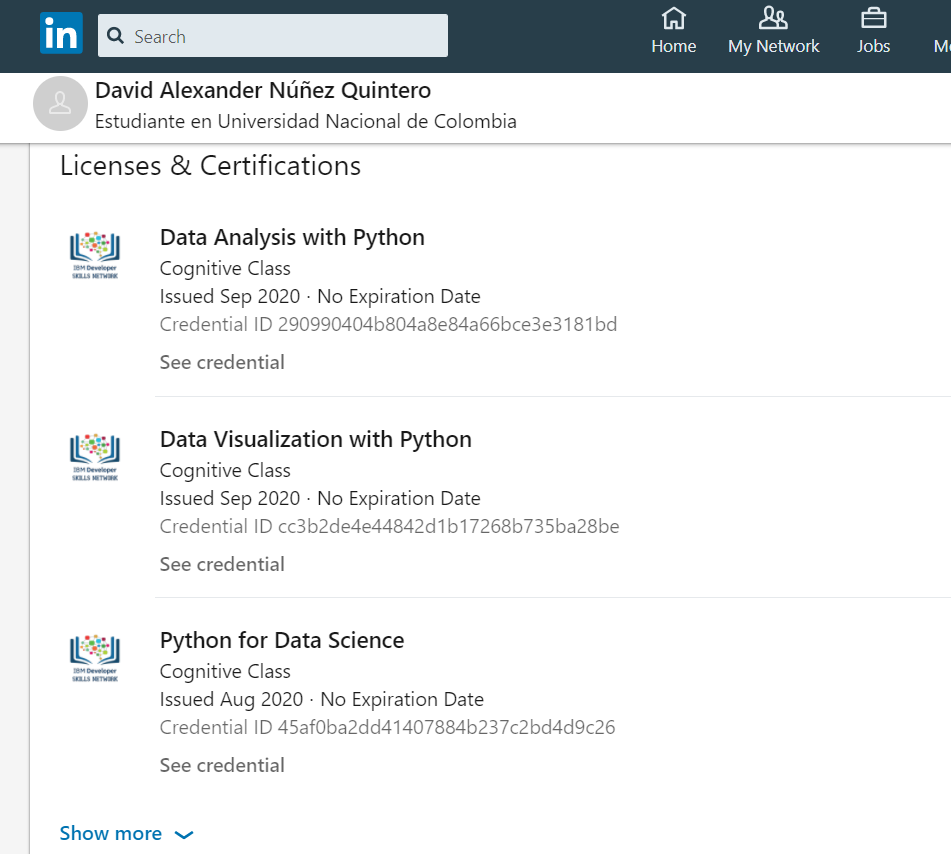 in
Search
Home
My Network
Jobs
David Alexander Núñez Quintero
Estudiante en Universidad Nacional de Colombia
Licenses & Certifications
IBM Developer
SKILLS NETWORK
Data Analysis with Python
Cognitive Class
Issued Sep 2020 · No Expiration Date
Credential ID 290990404b804a8e84a66bce3e3181bd
See credential
IBM Developer
SKILLS NETWORK
Data Visualization with Python
Cognitive Class
Issued Sep 2020 · No Expiration Date
Credential ID cc3b2de4e44842d1b17268b735ba28be
See credential
IBM Developer
SKILLS NETWORK
Python for Data Science
Cognitive Class
Issued Aug 2020 · No Expiration Date
Credential ID 45af0ba2dd41407884b237c2bd4d9c26
See credential
Show more